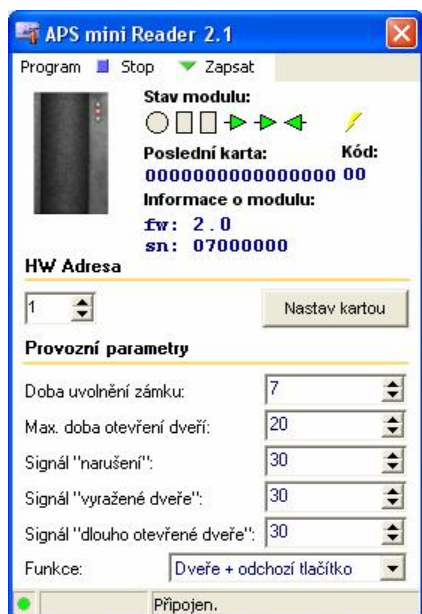 APS mini Reader 2.1
Program Stop Zapsat
Stav modulu:
Poslední karta: Kód:
0000000000000000 00
Informace o modulu:
fw: 2.0
sn: 07000000
HW Adresa
1 Nastav kartou
Provozní parametry
Doba uvolnění zámku: 7
Max. doba otevření dveří: 20
Signál "narušení": 30
Signál "vyražené dveře": 30
Signál "dlouho otevřené dveře": 30
Funkce: Dveře + odchozí tlačítko
Připojen.